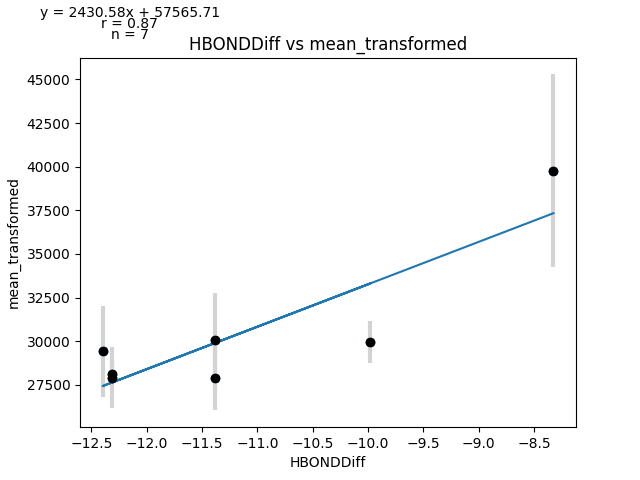 y = 2430.58x + 57565.71
r = 0.87
n = 7
HBONDDiff vs mean_transformed
45000
42500
40000
37500
35000
32500
30000
27500
mean_transformed
−12.5 −12.0 −11.5 −11.0 −10.5 −10.0 −9.5 −9.0 −8.5
HBONDDiff